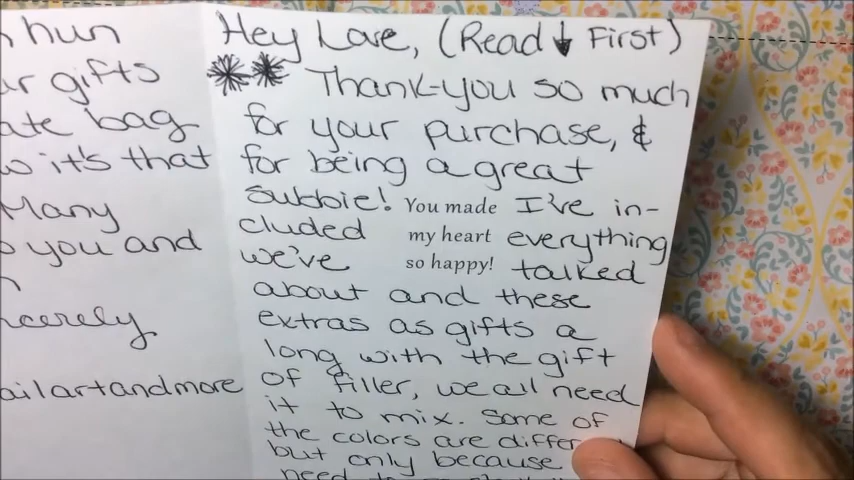 hun
gifts
ate bag
it's that
Many
you and
ncerely
ailartandmore
Hey Love, (Read ↓ First)
** Thank-you so much
for your purchase, &
for being a great
subbie! You made my heart so happy! I've in-
cluded everything
we've talked
about and these
extras as gifts a
long with the gift
of filler, we all need
it to mix. Some of
the colors are differ
but only because
need to